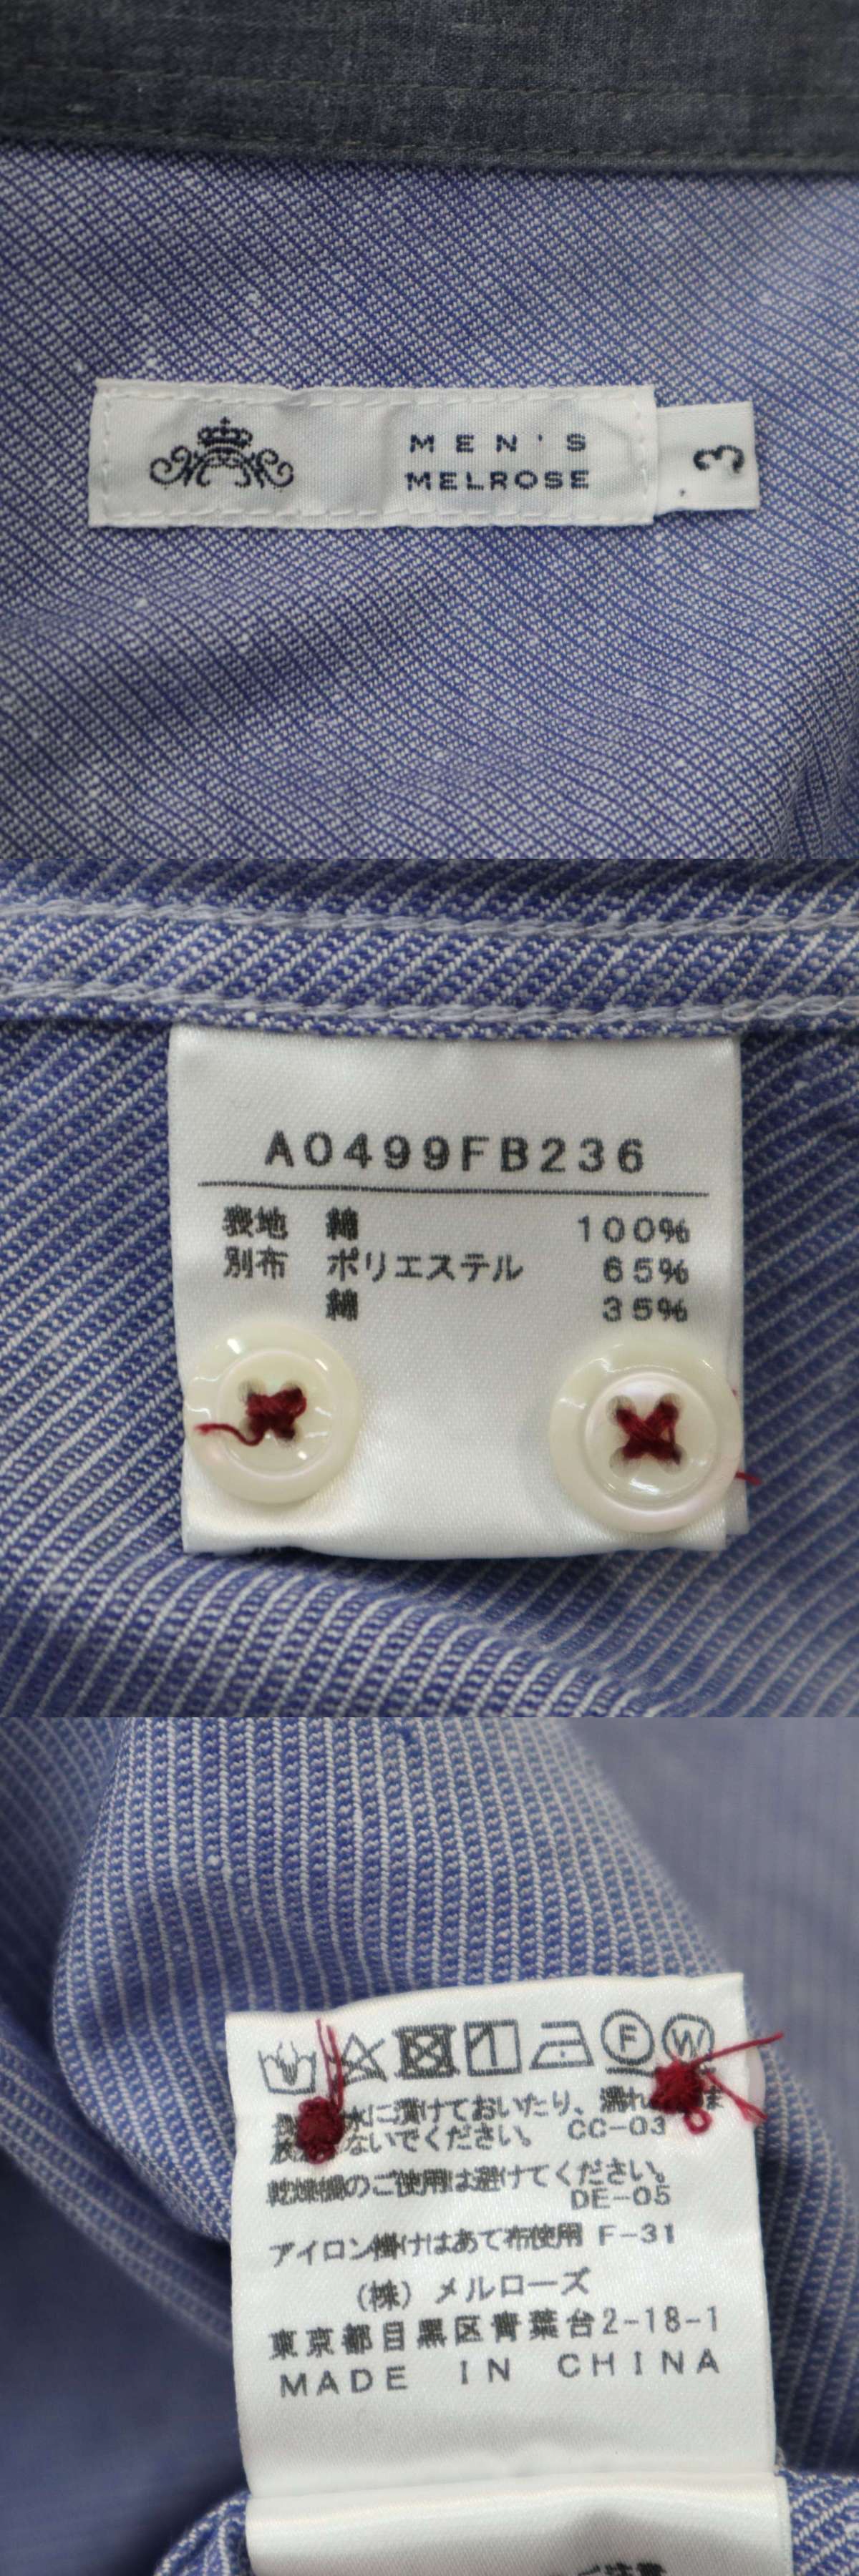 MEN'S
MELROSE
3
A0499FB236
表地 綿 100%
別布 ポリエステル 65%
綿 35%
F W
水に漬けておいたり、濡れ
ないでください。 CC-03
乾燥機のご使用は避けてください。
DE-05
アイロン掛けはあて布使用 F-31
(株)メルローズ
東京都目黒区青葉台2-18-1
MADE IN CHINA